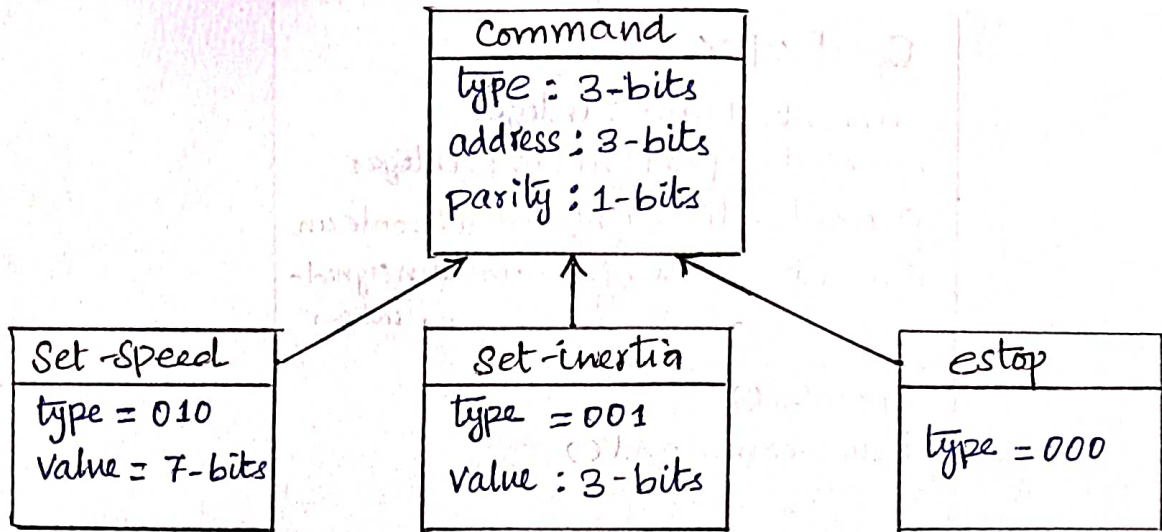 Command
type : 3-bits
address : 3-bits
parity : 1-bits
Set-Speed
type = 010
Value = 7-bits
set-inertia
type = 001
value : 3-bits
estop
type = 000